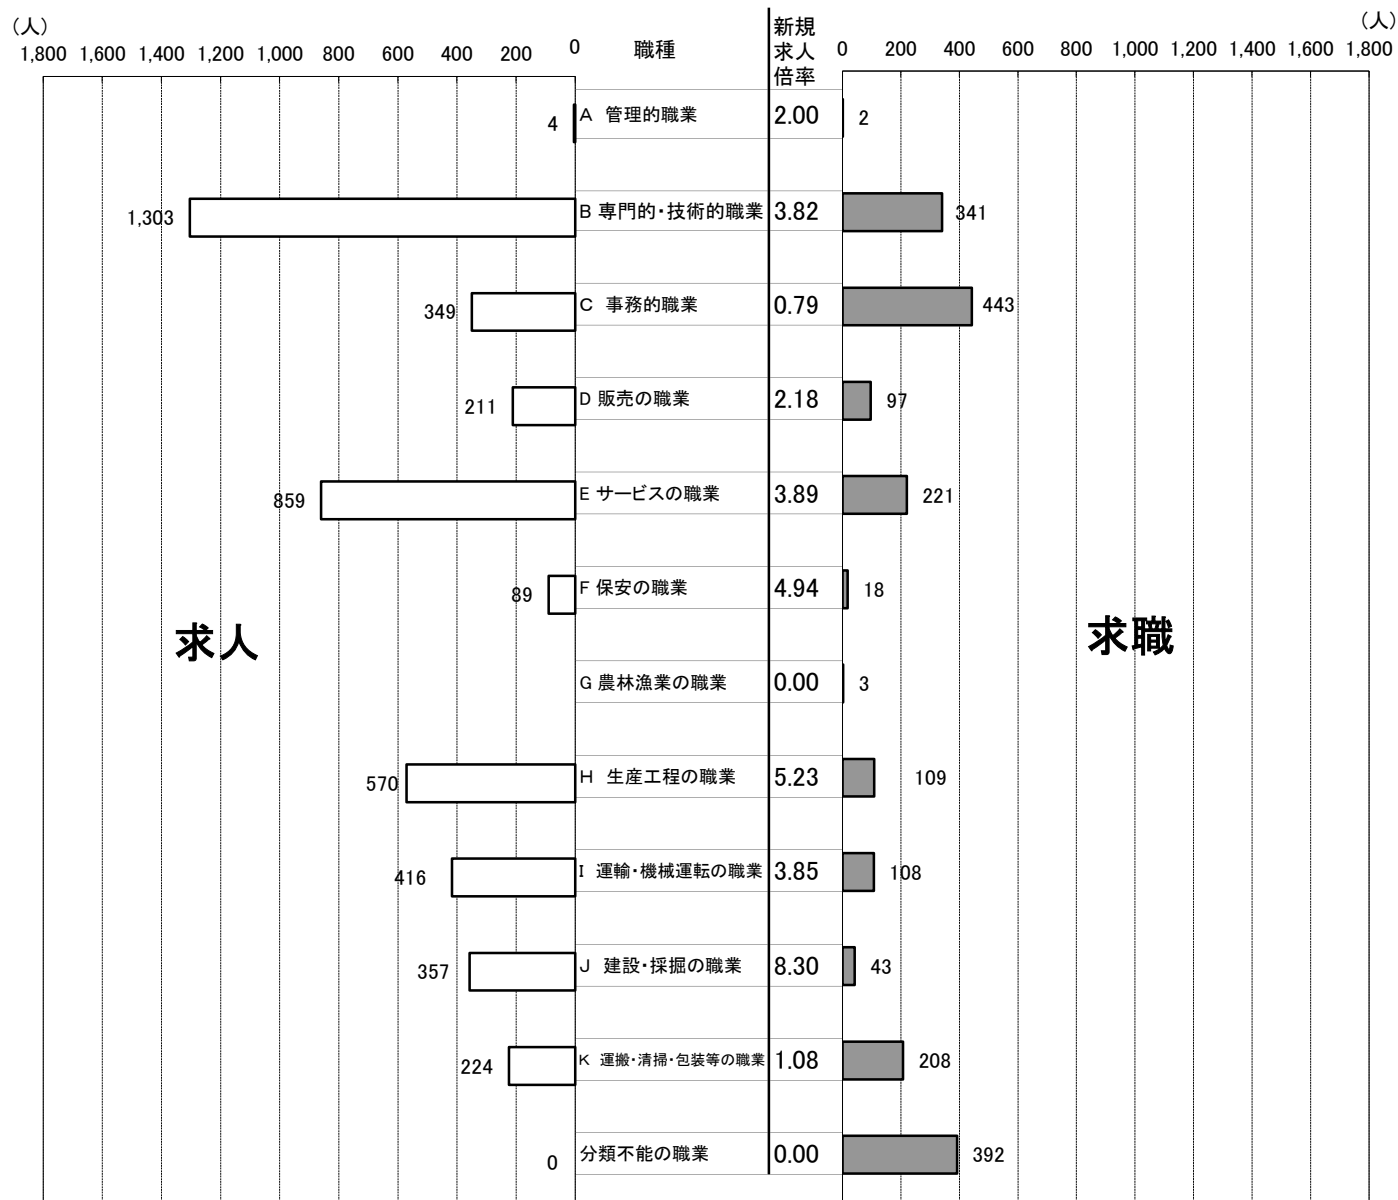 （人）
1,800 1,600 1,400 1,200 1,000 800 600 400 200 0 職種 新規求人倍率 0 200 400 600 800 1,000 1,200 1,400 1,600 1,800
（人）
4 A 管理的職業 2.00 2
1,303 B 専門的・技術的職業 3.82 341
349 C 事務的職業 0.79 443
211 D 販売の職業 2.18 97
859 E サービスの職業 3.89 221
89 F 保安の職業 4.94 18
求人
求職
G 農林漁業の職業 0.00 3
570 H 生産工程の職業 5.23 109
416 I 運輸・機械運転の職業 3.85 108
357 J 建設・採掘の職業 8.30 43
224 K 運搬・清掃・包装等の職業 1.08 208
0 分類不能の職業 0.00 392